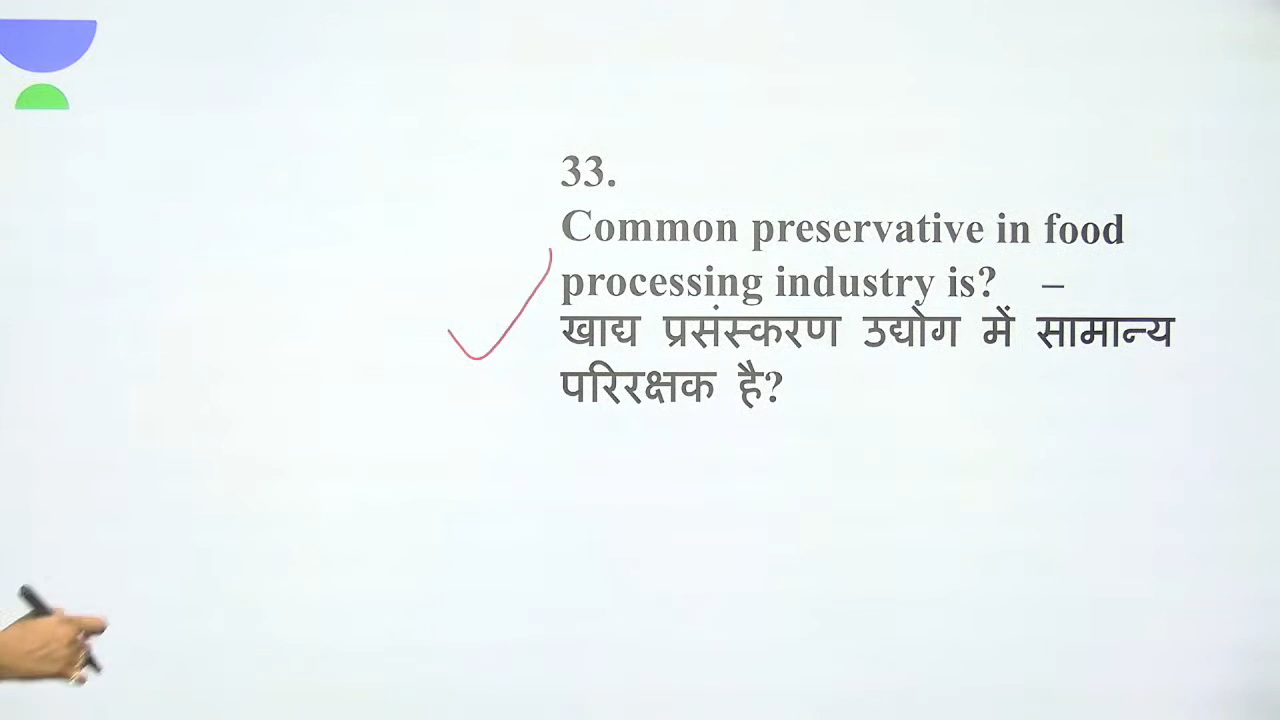 33.
Common preservative in food
processing industry is? –
खाद्य प्रसंस्करण उद्योग में सामान्य
परिरक्षक है?